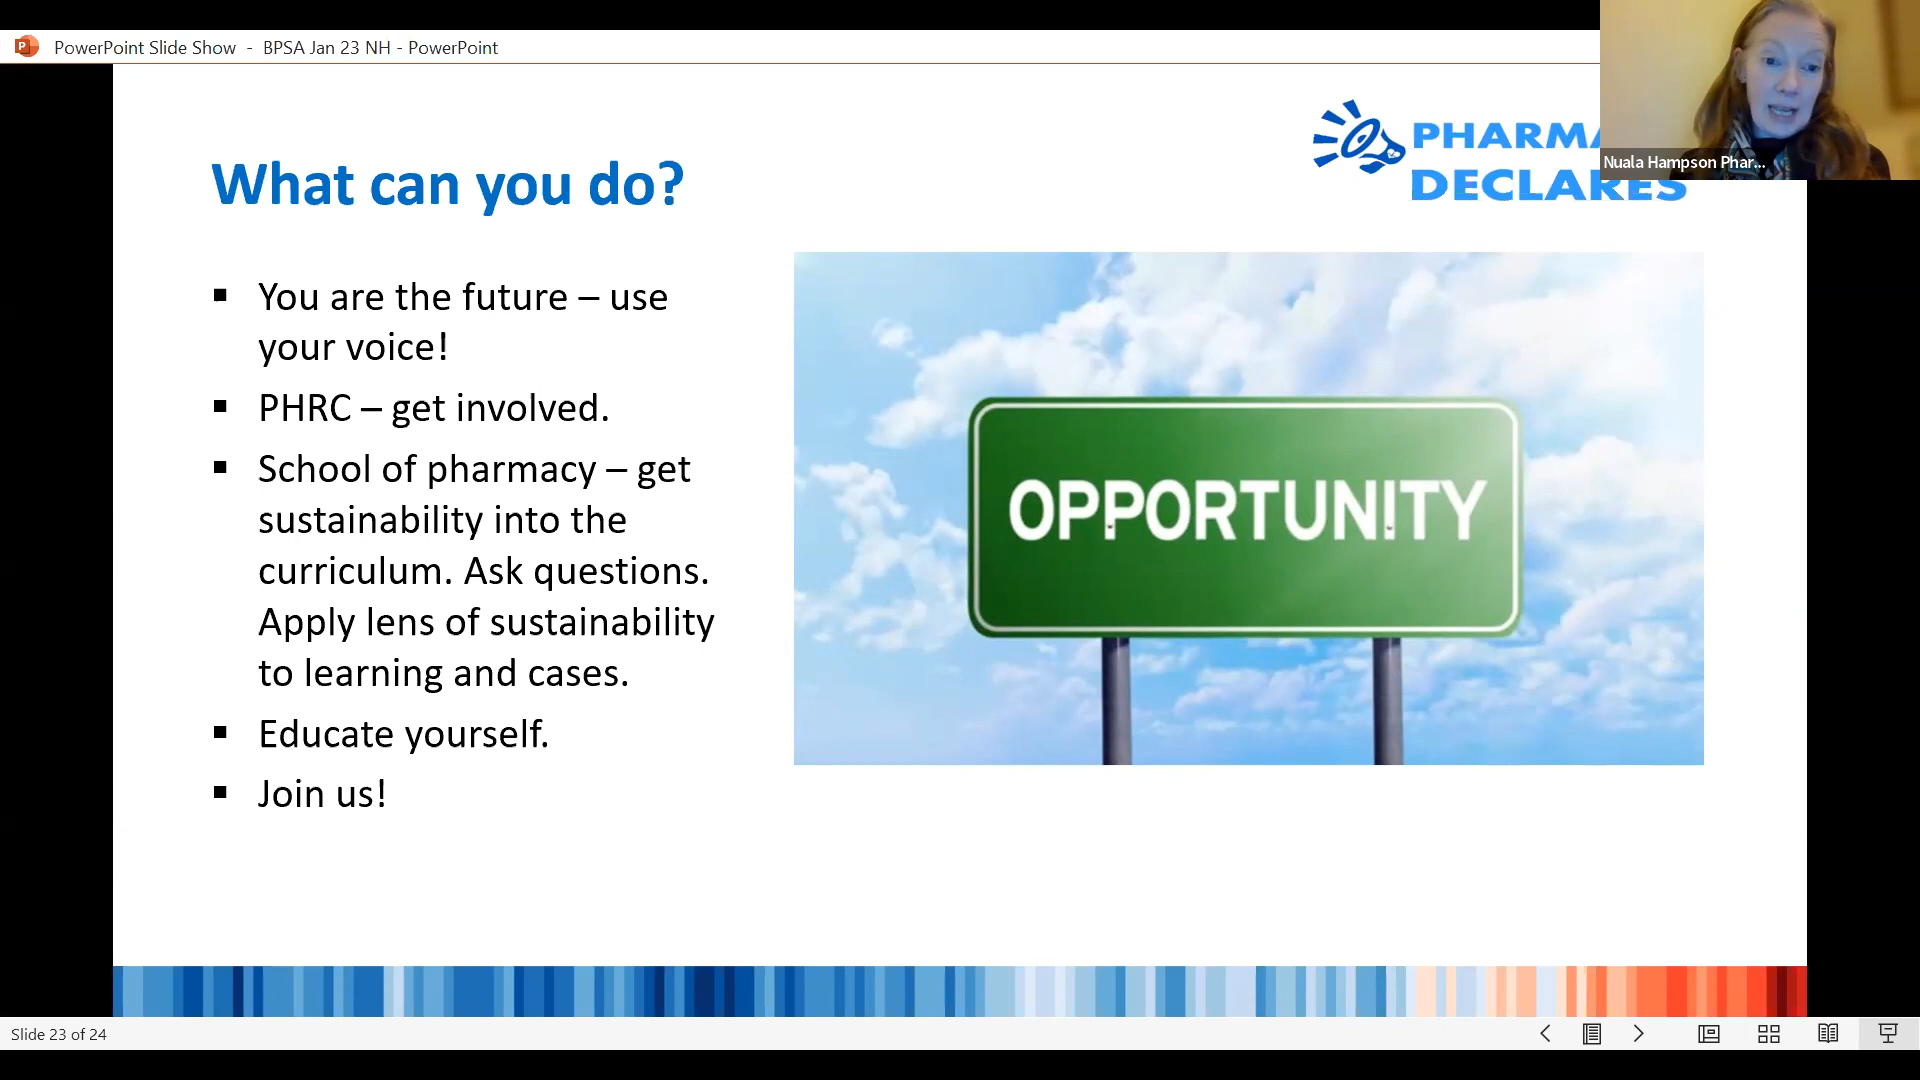 PowerPoint Slide Show - BPSA Jan 23 NH - PowerPoint
Nuala Hampson Phar...
PHARMA
DECLARES
What can you do?
▪ You are the future – use
your voice!
▪ PHRC – get involved.
▪ School of pharmacy – get
sustainability into the
curriculum. Ask questions.
Apply lens of sustainability
to learning and cases.
▪ Educate yourself.
▪ Join us!
OPPORTUNITY
Slide 23 of 24